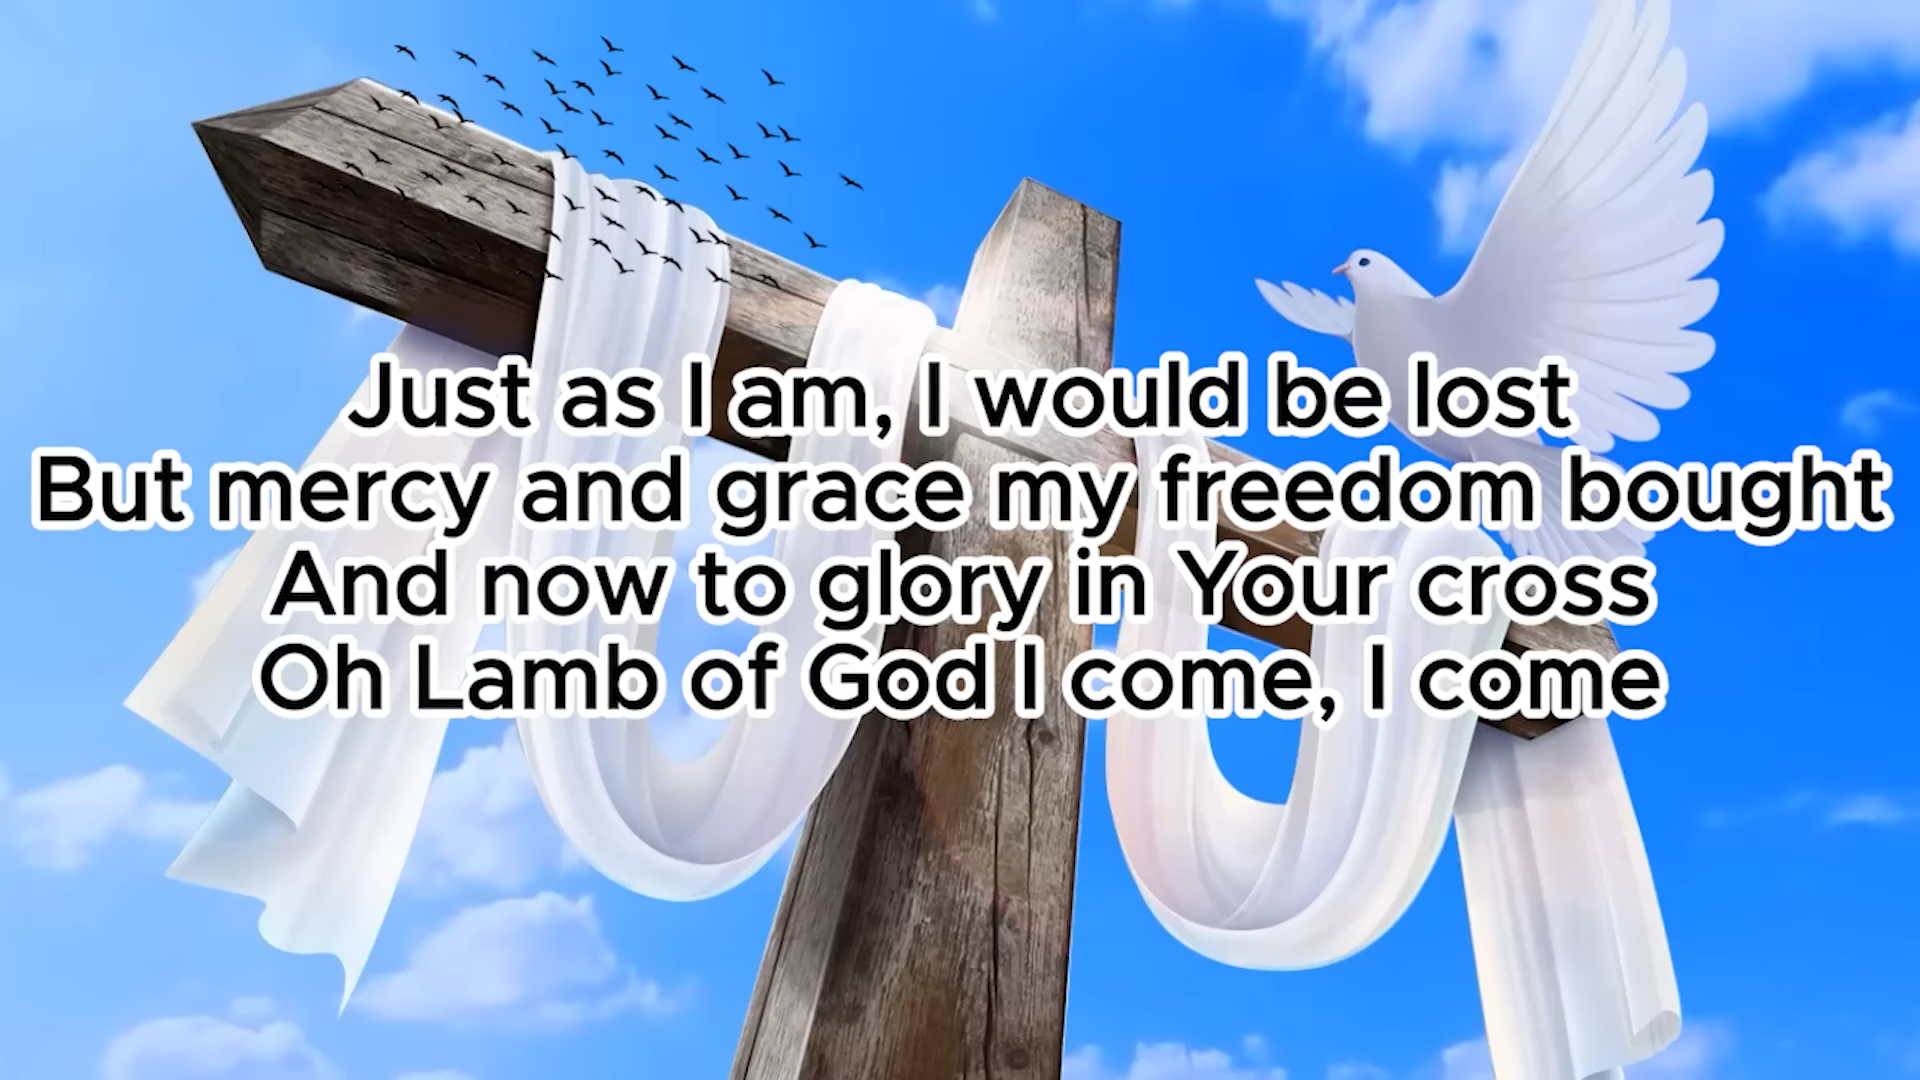 Just as I am, I would be lost
But mercy and grace my freedom bought
And now to glory in Your cross
Oh Lamb of God I come, I come